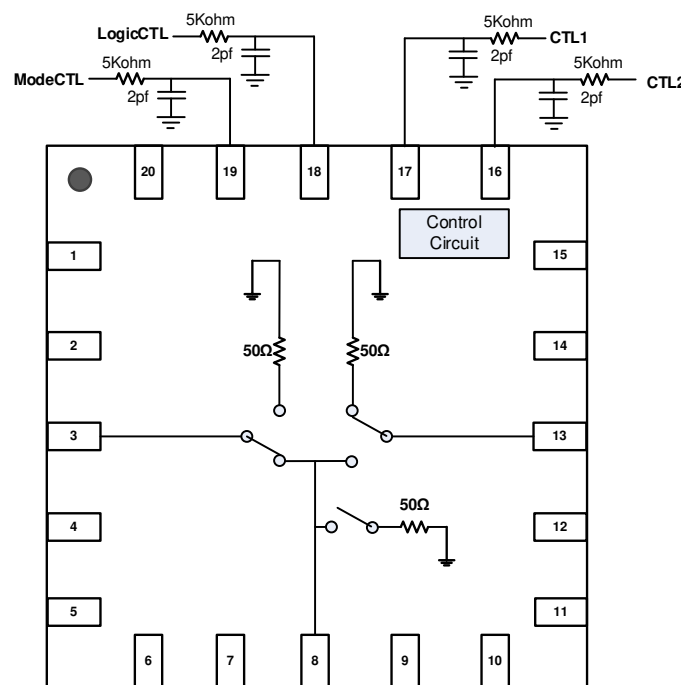 5Kohm
LogicCTL
2pf
5Kohm
CTL1
2pf
5Kohm
ModeCTL
2pf
5Kohm
CTL2
2pf
20
19
18
17
16
Control
Circuit
1
15
2
14
50Ω
50Ω
3
13
50Ω
4
12
5
11
6
7
8
9
10